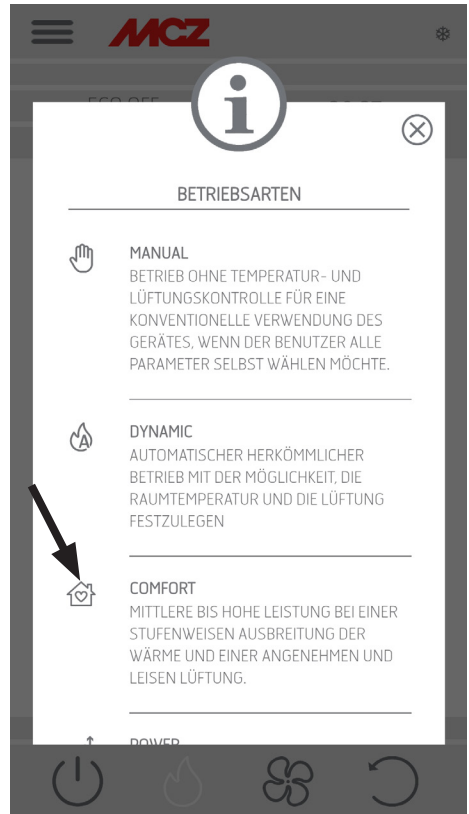 MCZ
BETRIEBSARTEN
MANUAL
BETRIEB OHNE TEMPERATUR- UND
LÜFTUNGSKONTROLLE FÜR EINE
KONVENTIONELLE VERWENDUNG DES
GERÄTES, WENN DER BENUTZER ALLE
PARAMETER SELBST WÄHLEN MÖCHTE.
DYNAMIC
AUTOMATISCHER HERKÖMMLICHER
BETRIEB MIT DER MÖGLICHKEIT, DIE
RAUMTEMPERATUR UND DIE LÜFTUNG
FESTZULEGEN
COMFORT
MITTLERE BIS HOHE LEISTUNG BEI EINER
STUFENWEISEN AUSBREITUNG DER
WÄRME UND EINER ANGENEHMEN UND
LEISEN LÜFTUNG.
POWER